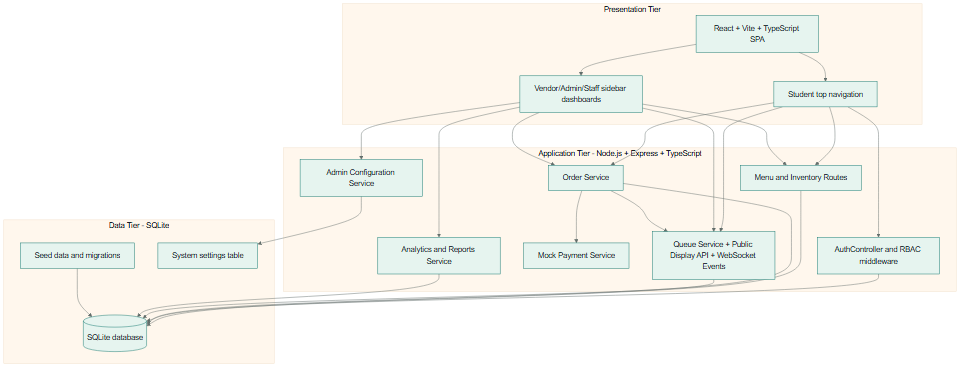 Presentation Tier
React + Vite + TypeScript
SPA
Vendor/Admin/Staff sidebar
dashboards
Student top navigation
Application Tier - Node.js + Express + TypeScript
Admin Configuration
Service
Order Service
Menu and Inventory Routes
Data Tier - SQLite
Seed data and migrations
System settings table
Analytics and Reports
Service
Mock Payment Service
Queue Service + Public
Display API + WebSocket
Events
AuthController and RBAC
middleware
SQLite database